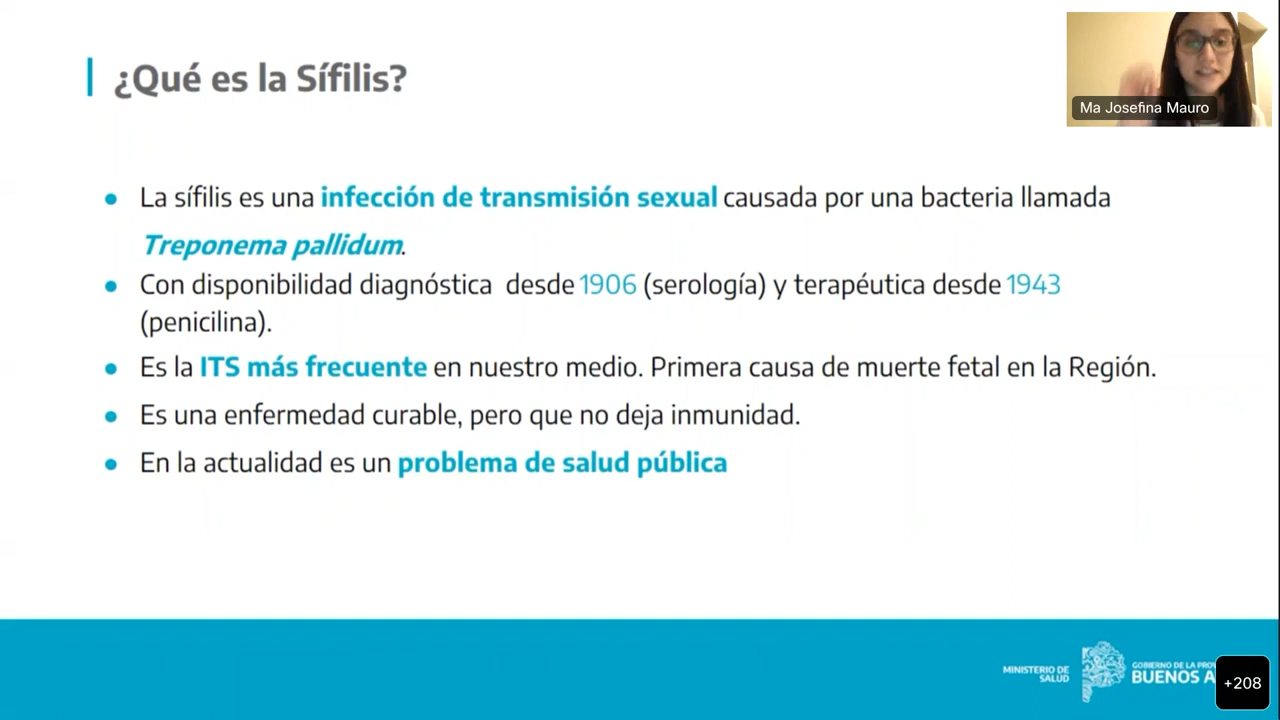 ¿Qué es la Sífilis?
Ma Josefina Mauro
La sífilis es una infección de transmisión sexual causada por una bacteria llamada
Treponema pallidum.
Con disponibilidad diagnóstica desde 1906 (serología) y terapéutica desde 1943
(penicilina).
Es la ITS más frecuente en nuestro medio. Primera causa de muerte fetal en la Región.
Es una enfermedad curable, pero que no deja inmunidad.
En la actualidad es un problema de salud pública
MINISTERIO DE
SALUD
GOBIERNO DE LA
BUENOS
+208